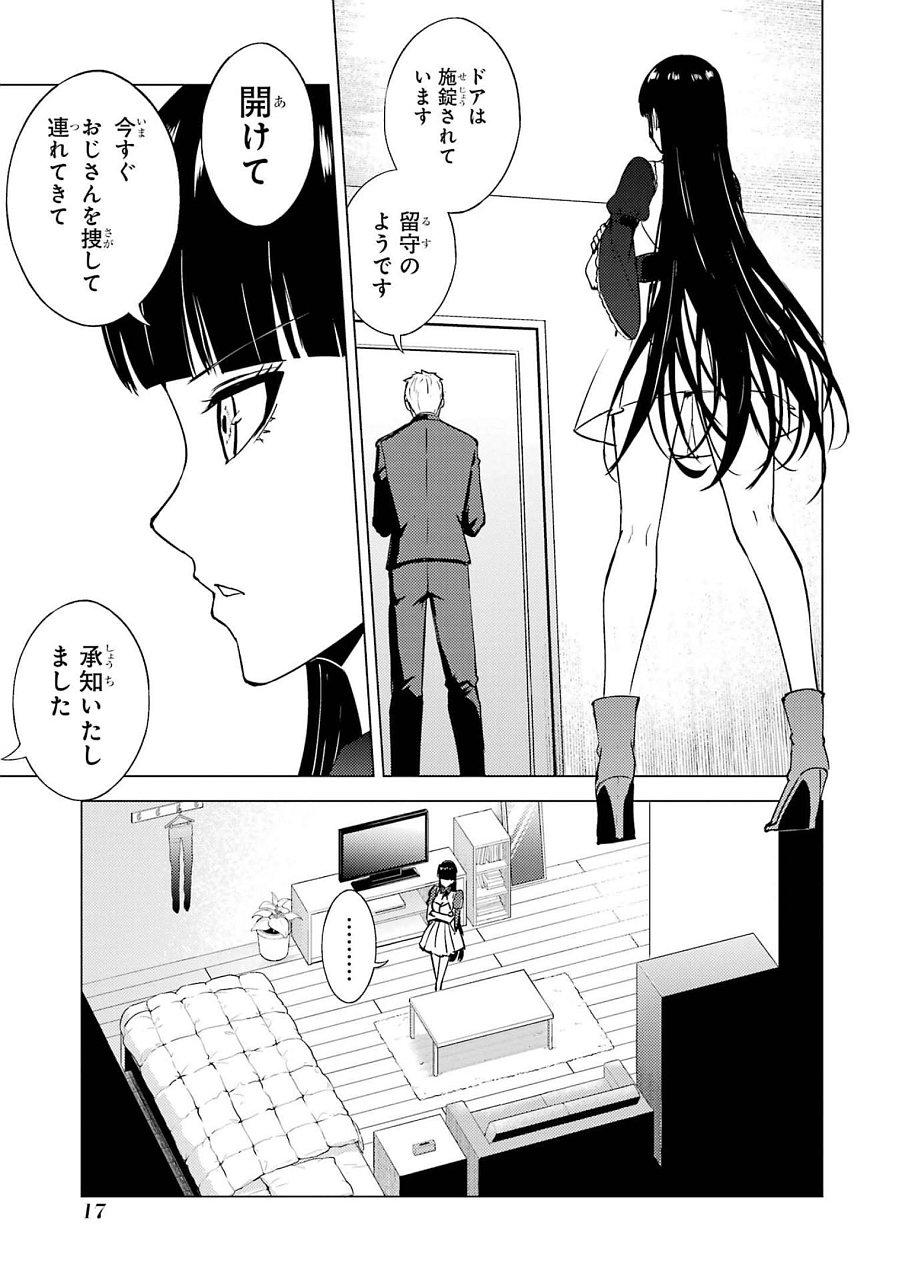 ドアは
施錠されて
います
留守の
ようです
開けて
今すぐ
おじさんを捜して
連れてきて
承知いたし
ました
………
17